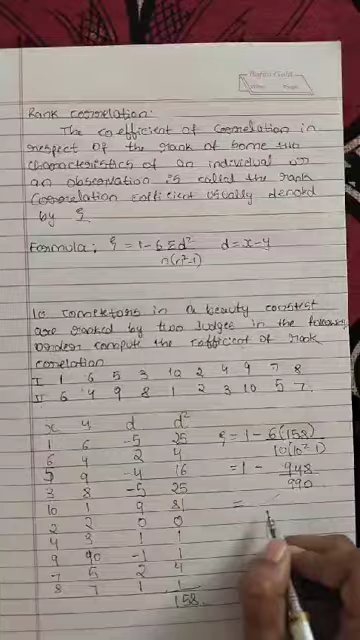 Rank Correlation:
The coefficient of Correlation in
respect of the rank of some two
characteristics of an individual or
an observation is called the rank
Correlation coefficient usually denoted
by ρ
Formula; ρ = 1 - 6Σd² / n(n²-1)   d = x-y
10 competitors in a beauty contest
are ranked by two Judges in the following
order compute the coefficient of rank
correlation
I 1 6 5 3 10 2 4 9 7 8
II 6 4 9 8 1 2 3 10 5 7
x y d d²
1 6 -5 25
6 4 2 4
5 9 -4 16
3 8 -5 25
10 1 9 81
2 2 0 0
4 3 1 1
9 90 -1 1
7 5 2 4
8 7 1 1
158
ρ = 1 - 6(158) / 10(10²-1)
= 1 - 948 / 990
=